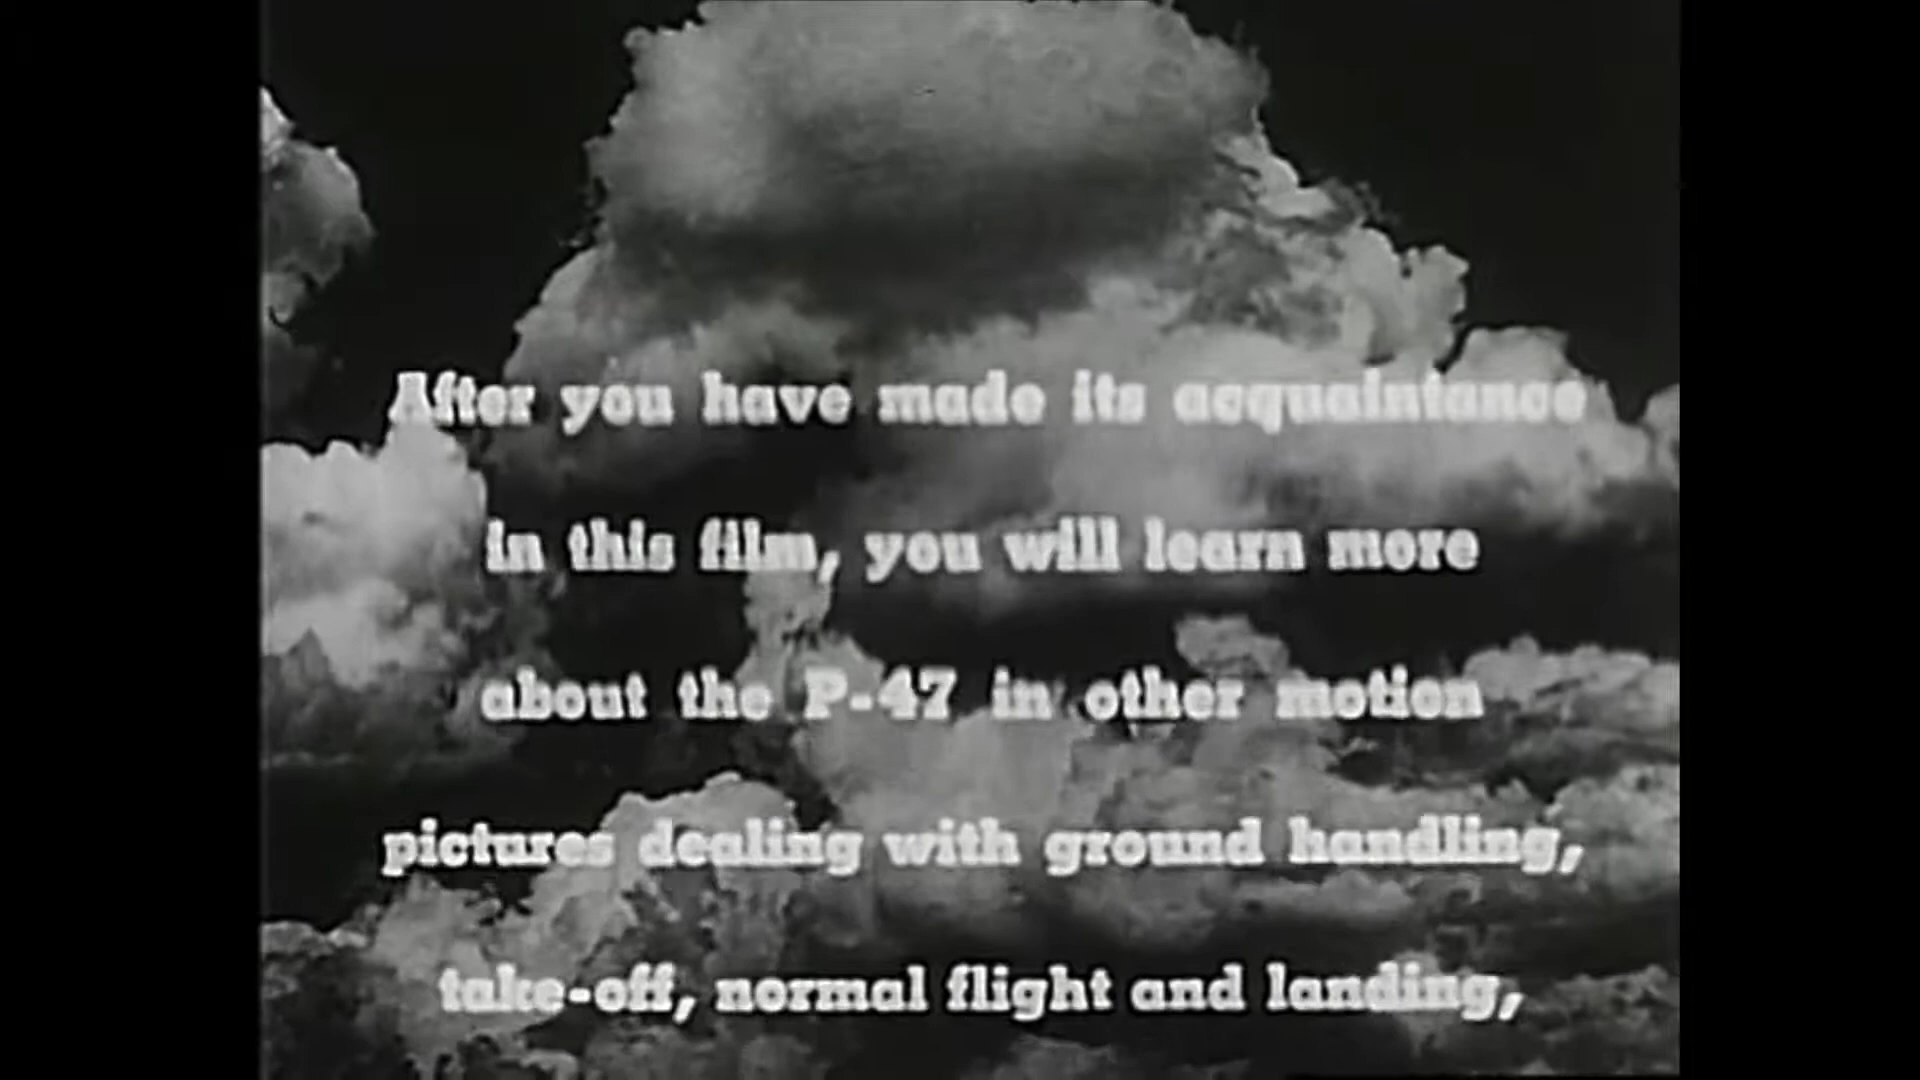 After you have made its acquaintance
in this film, you will learn more
about the P-47 in other motion
pictures dealing with ground handling,
take-off, normal flight and landing,